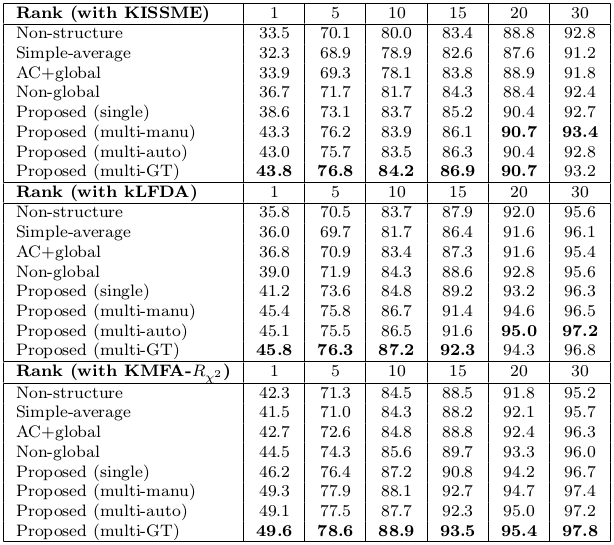 Rank (with KISSME) 1 5 10 15 20 30
Non-structure 33.5 70.1 80.0 83.4 88.8 92.8
Simple-average 32.3 68.9 78.9 82.6 87.6 91.2
AC+global 33.9 69.3 78.1 83.8 88.9 91.8
Non-global 36.7 71.7 81.7 84.3 88.4 92.4
Proposed (single) 38.6 73.1 83.7 85.2 90.4 92.7
Proposed (multi-manu) 43.3 76.2 83.9 86.1 90.7 93.4
Proposed (multi-auto) 43.0 75.7 83.5 86.3 90.4 92.8
Proposed (multi-GT) 43.8 76.8 84.2 86.9 90.7 93.2
Rank (with kLFDA) 1 5 10 15 20 30
Non-structure 35.8 70.5 83.7 87.9 92.0 95.6
Simple-average 36.0 69.7 81.7 86.4 91.6 96.1
AC+global 36.8 70.9 83.4 87.3 91.6 95.4
Non-global 39.0 71.9 84.3 88.6 92.8 95.6
Proposed (single) 41.2 73.6 84.8 89.2 93.2 96.3
Proposed (multi-manu) 45.4 75.8 86.7 91.4 94.6 96.5
Proposed (multi-auto) 45.1 75.5 86.5 91.6 95.0 97.2
Proposed (multi-GT) 45.8 76.3 87.2 92.3 94.3 96.8
Rank (with KMFA-R_χ²) 1 5 10 15 20 30
Non-structure 42.3 71.3 84.5 88.5 91.8 95.2
Simple-average 41.5 71.0 84.3 88.2 92.1 95.7
AC+global 42.7 72.6 84.8 88.8 92.4 96.3
Non-global 44.5 74.3 85.6 89.7 93.3 96.0
Proposed (single) 46.2 76.4 87.2 90.8 94.2 96.7
Proposed (multi-manu) 49.3 77.9 88.1 92.7 94.7 97.4
Proposed (multi-auto) 49.1 77.5 87.7 92.3 95.0 97.2
Proposed (multi-GT) 49.6 78.6 88.9 93.5 95.4 97.8